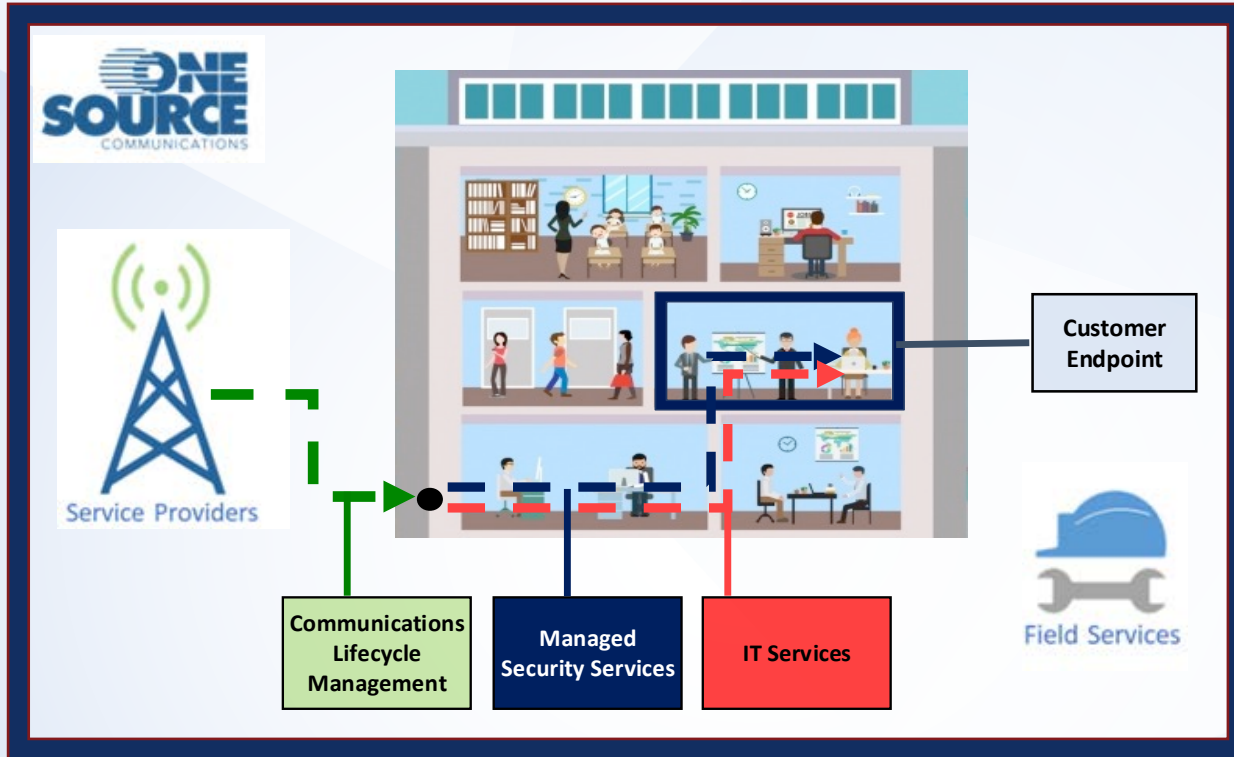 ONE
SOURCE
COMMUNICATIONS
Customer
Endpoint
Service Providers
Communications
Lifecycle
Management
Managed
Security Services
IT Services
Field Services